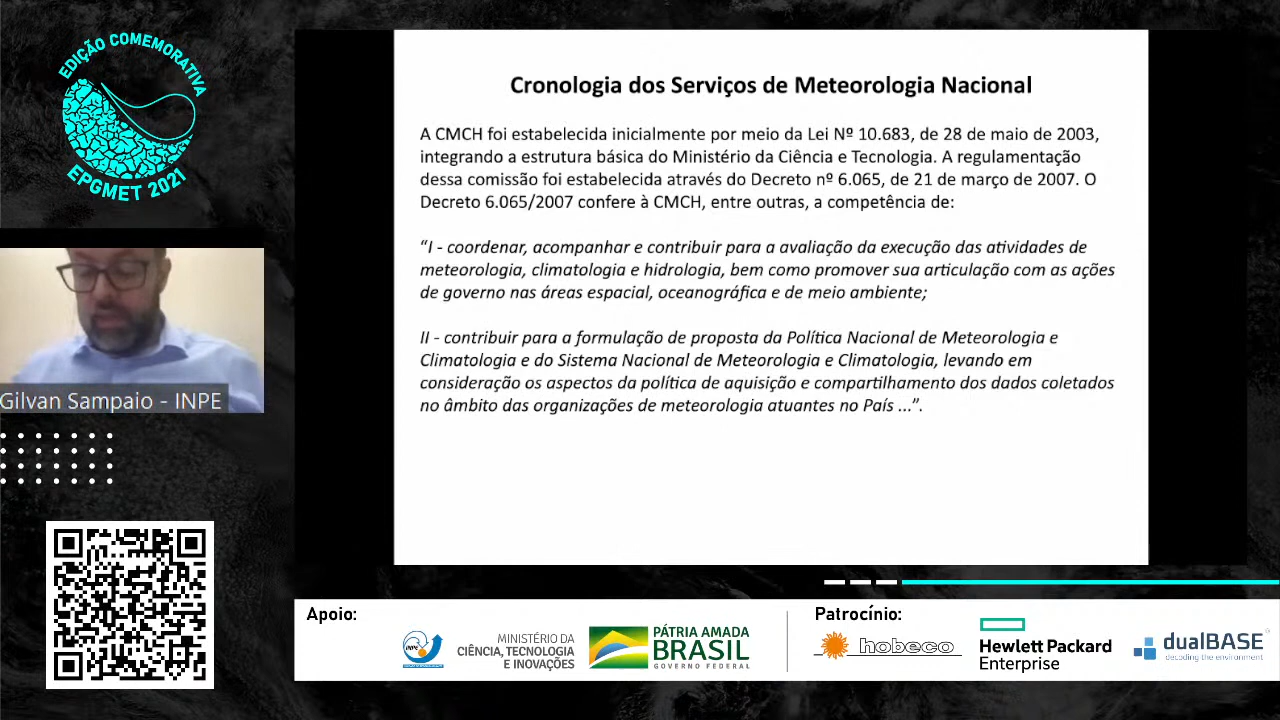 EDIÇÃO COMEMORATIVA
EPGMET 2021
Cronologia dos Serviços de Meteorologia Nacional
A CMCH foi estabelecida inicialmente por meio da Lei Nº 10.683, de 28 de maio de 2003,
integrando a estrutura básica do Ministério da Ciência e Tecnologia. A regulamentação
dessa comissão foi estabelecida através do Decreto nº 6.065, de 21 de março de 2007. O
Decreto 6.065/2007 confere à CMCH, entre outras, a competência de:
“I - coordenar, acompanhar e contribuir para a avaliação da execução das atividades de
meteorologia, climatologia e hidrologia, bem como promover sua articulação com as ações
de governo nas áreas espacial, oceanográfica e de meio ambiente;
II - contribuir para a formulação de proposta da Política Nacional de Meteorologia e
Climatologia e do Sistema Nacional de Meteorologia e Climatologia, levando em
consideração os aspectos da política de aquisição e compartilhamento dos dados coletados
no âmbito das organizações de meteorologia atuantes no País ...”.
Gilvan Sampaio - INPE
Apoio:
INPE
MINISTÉRIO DA
CIÊNCIA, TECNOLOGIA
E INOVAÇÕES
PÁTRIA AMADA
BRASIL
GOVERNO FEDERAL
Patrocínio:
hobeco
Hewlett Packard
Enterprise
dualBASE
decoding the environment